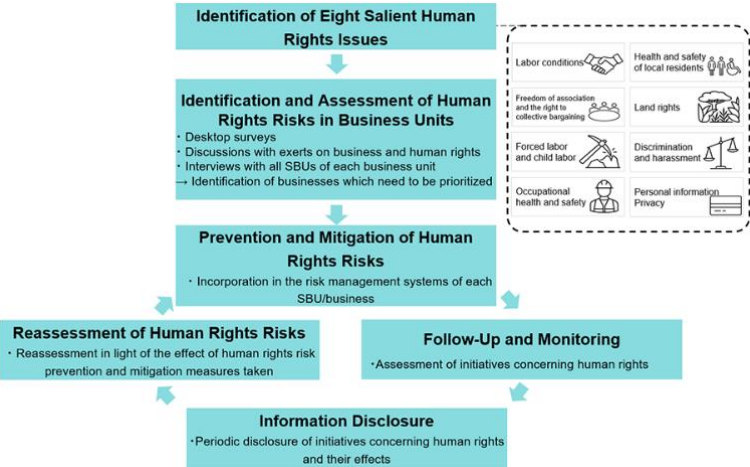 Identification of Eight Salient Human
Rights Issues
Labor conditions
Health and safety
of local residents
Freedom of association
and the right to
collective bargaining
Land rights
Forced labor
and child labor
Discrimination
and harassment
Occupational
health and safety
Personal information
Privacy
Identification and Assessment of Human
Rights Risks in Business Units
・Desktop surveys
・Discussions with exerts on business and human rights
・Interviews with all SBUs of each business unit
→ Identification of businesses which need to be prioritized
Prevention and Mitigation of Human
Rights Risks
・Incorporation in the risk management systems of each
SBU/business
Reassessment of Human Rights Risks
・Reassessment in light of the effect of human rights risk
prevention and mitigation measures taken
Follow-Up and Monitoring
・Assessment of initiatives concerning human rights
Information Disclosure
・Periodic disclosure of initiatives concerning human rights
and their effects